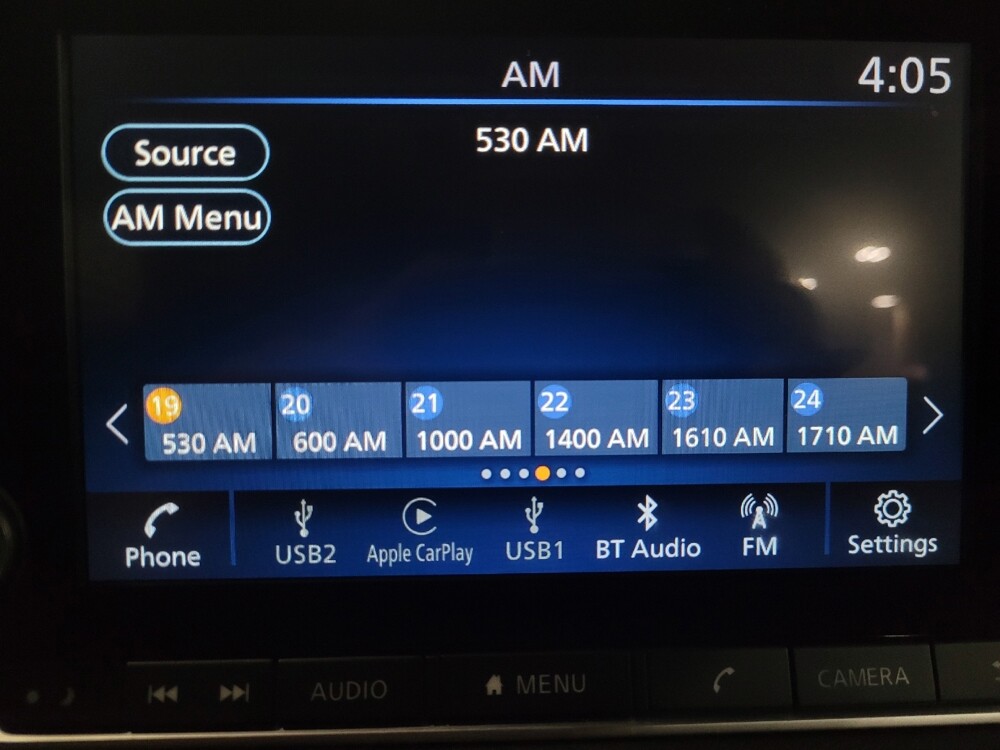 AM 4:05
530 AM
Source
AM Menu
19 20 21 22 23 24
530 AM 600 AM 1000 AM 1400 AM 1610 AM 1710 AM
Phone USB2 Apple CarPlay USB1 BT Audio FM Settings
AUDIO MENU CAMERA